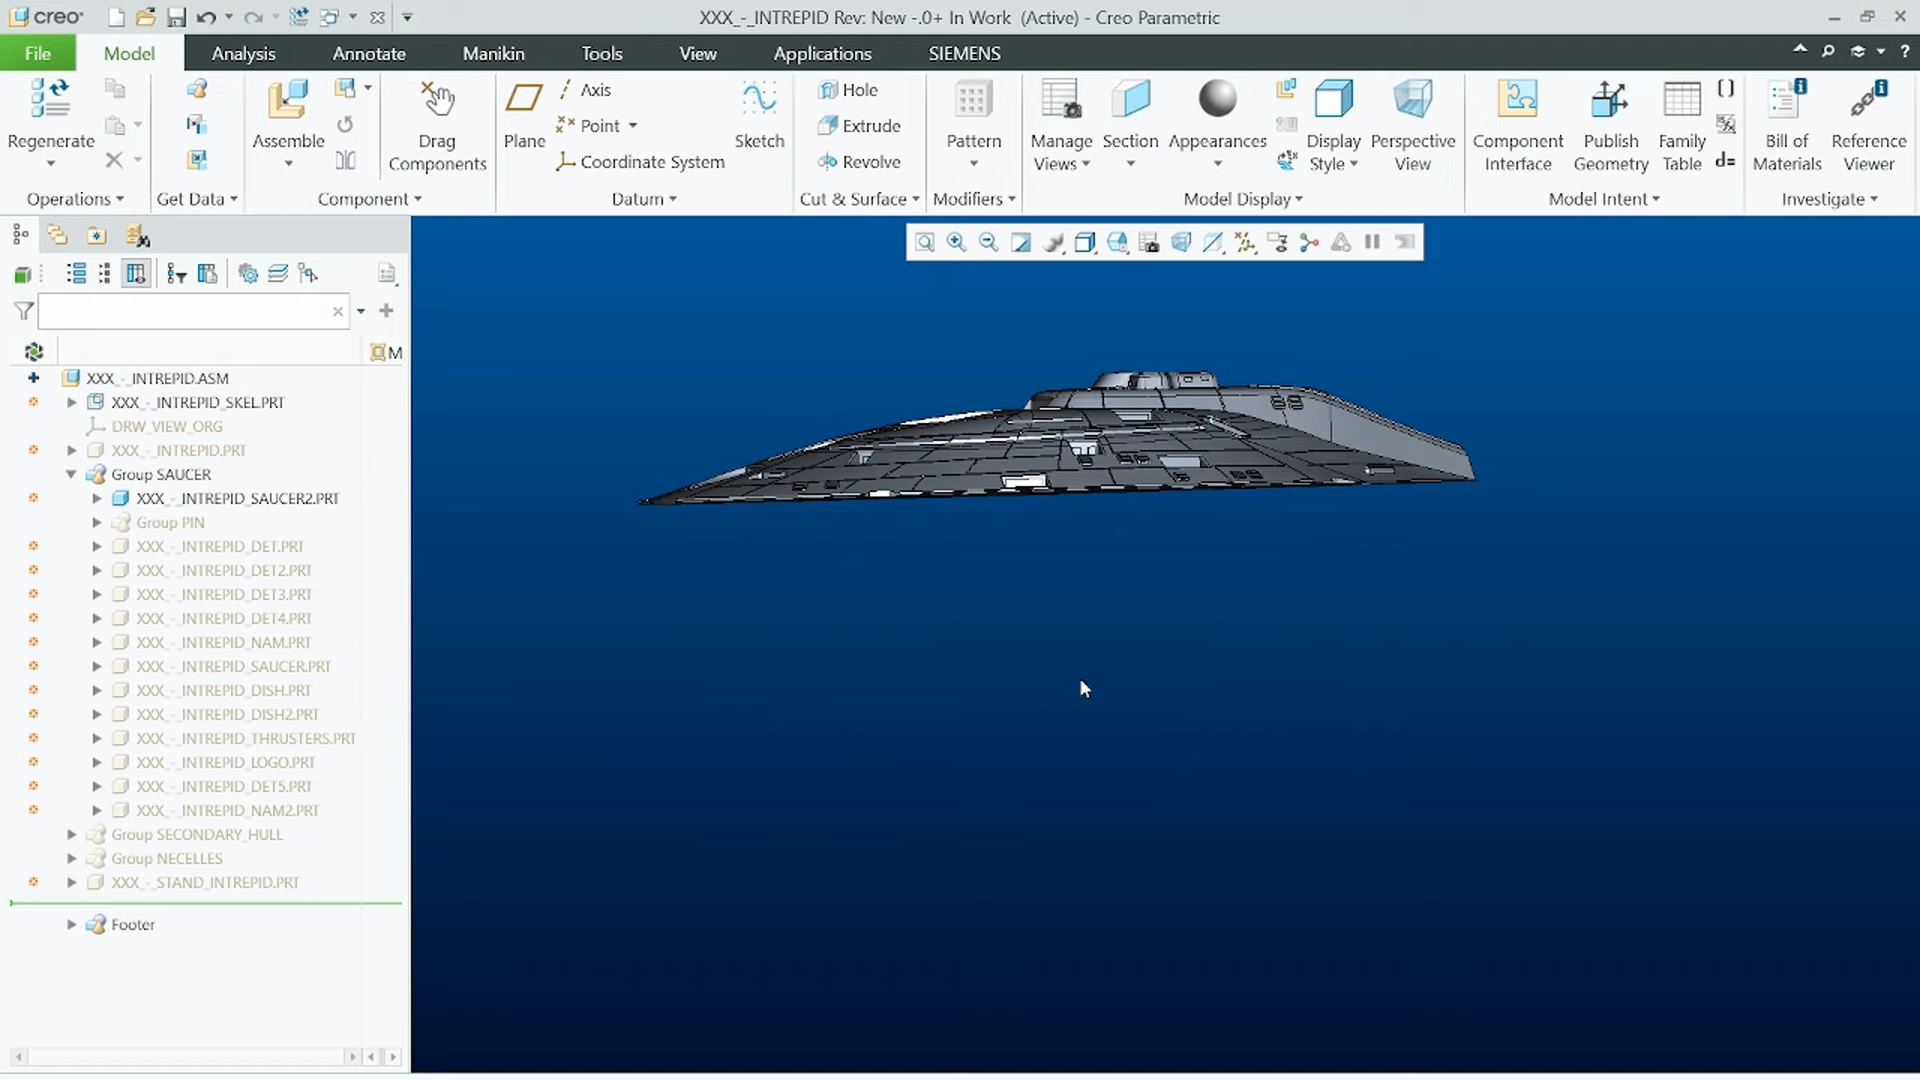 creo XXX_-_INTREPID Rev: New -.0+ In Work (Active) - Creo Parametric
File Model Analysis Annotate Manikin Tools View Applications SIEMENS ?
Regenerate
Operations
Get Data
Assemble
Drag
Components
Component
Plane
Axis
Point
Coordinate System
Sketch
Datum
Hole
Extrude
Revolve
Cut & Surface
Pattern
Modifiers
Manage
Views
Section
Appearances
Display
Style
Perspective
View
Model Display
Component
Interface
Publish
Geometry
Family
Table
d=
Model Intent
Bill of
Materials
Reference
Viewer
Investigate
M
XXX_-_INTREPID.ASM
XXX_-_INTREPID_SKEL.PRT
DRW_VIEW_ORG
XXX_-_INTREPID.PRT
Group SAUCER
XXX_-_INTREPID_SAUCER2.PRT
Group PIN
XXX_-_INTREPID_DET.PRT
XXX_-_INTREPID_DET2.PRT
XXX_-_INTREPID_DET3.PRT
XXX_-_INTREPID_DET4.PRT
XXX_-_INTREPID_NAM.PRT
XXX_-_INTREPID_SAUCER.PRT
XXX_-_INTREPID_DISH.PRT
XXX_-_INTREPID_DISH2.PRT
XXX_-_INTREPID_THRUSTERS.PRT
XXX_-_INTREPID_LOGO.PRT
XXX_-_INTREPID_DET5.PRT
XXX_-_INTREPID_NAM2.PRT
Group SECONDARY_HULL
Group NECELLES
XXX_-_STAND_INTREPID.PRT
Footer